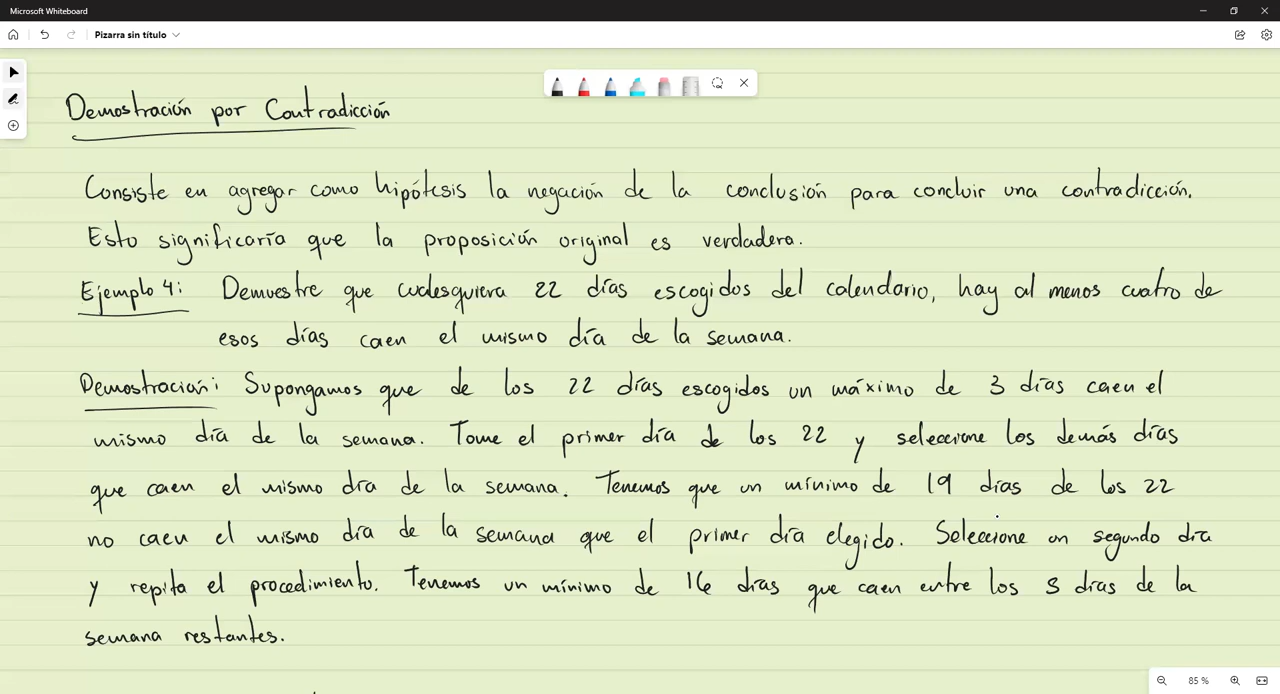 Microsoft Whiteboard
Pizarra sin título
Demostración por Contradicción
Consiste en agregar como hipótesis la negación de la conclusión para concluir una contradicción.
Esto significaría que la proposición original es verdadera.
Ejemplo 4: Demuestre que cualesquiera 22 días escogidos del calendario, hay al menos cuatro de
esos días caen el mismo día de la semana.
Demostración: Supongamos que de los 22 días escogidos un máximo de 3 días caen el
mismo día de la semana. Tome el primer día de los 22 y seleccione los demás días
que caen el mismo día de la semana. Tenemos que un mínimo de 19 días de los 22
no caen el mismo día de la semana que el primer día elegido. Seleccione un segundo día
y repita el procedimiento. Tenemos un mínimo de 16 días que caen entre los 5 días de la
semana restantes.
85 %